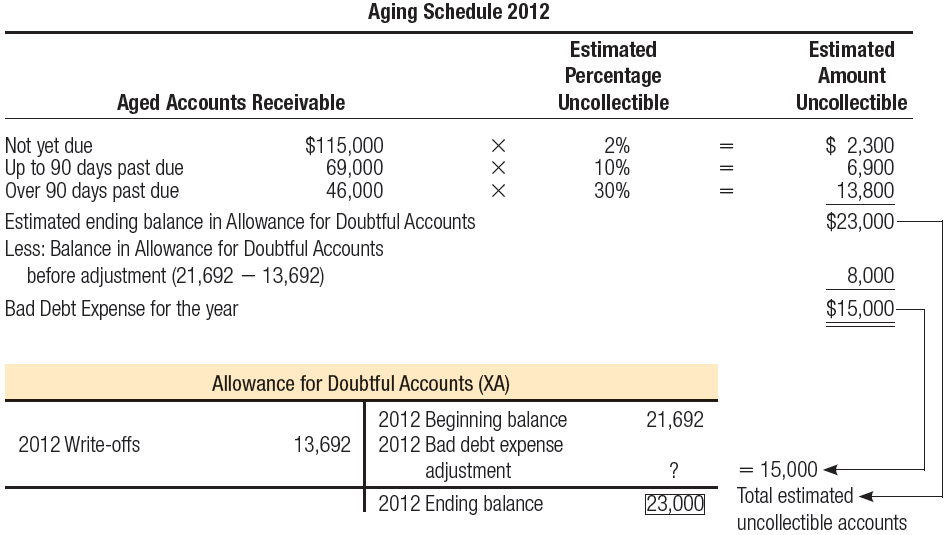 Aging Schedule 2012
Estimated Estimated
Percentage Amount
Aged Accounts Receivable Uncollectible Uncollectible
Not yet due $115,000 × 2% = $ 2,300
Up to 90 days past due 69,000 × 10% = 6,900
Over 90 days past due 46,000 × 30% = 13,800
Estimated ending balance in Allowance for Doubtful Accounts $23,000
Less: Balance in Allowance for Doubtful Accounts
before adjustment (21,692 − 13,692) 8,000
Bad Debt Expense for the year $15,000
Allowance for Doubtful Accounts (XA)
2012 Beginning balance 21,692
2012 Write-offs 13,692 2012 Bad debt expense
adjustment ? = 15,000
2012 Ending balance 23,000 Total estimated
uncollectible accounts